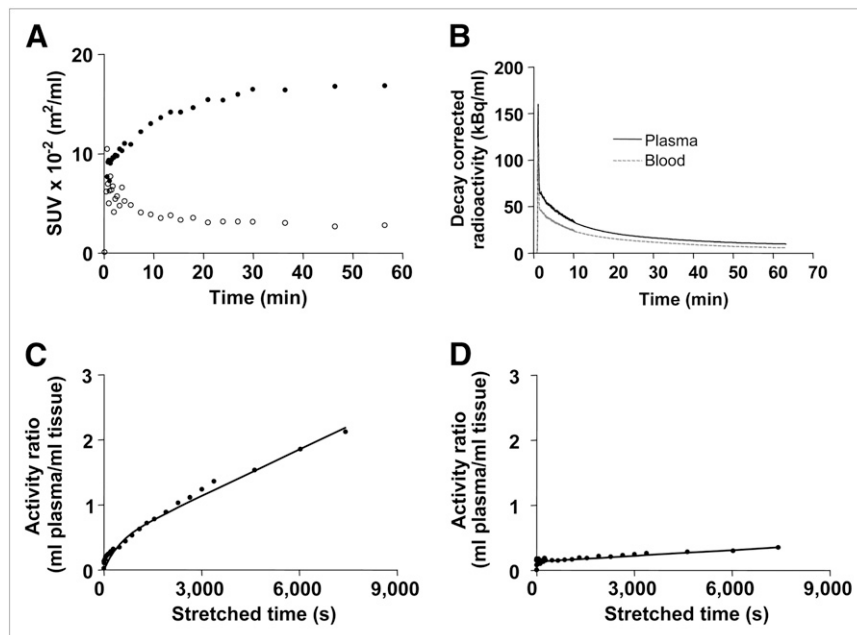 A
SUV x 10-2 (m2/ml)
20
10
0
0 10 20 30 40 50 60
Time (min)
B
Decay corrected
radioactivity (kBq/ml)
200
150
100
50
0
Plasma
Blood
0 10 20 30 40 50 60 70
Time (min)
C
Activity ratio
(ml plasma/ml tissue)
3
2
1
0
0 3,000 6,000 9,000
Stretched time (s)
D
Activity ratio
(ml plasma/ml tissue)
3
2
1
0
0 3,000 6,000 9,000
Stretched time (s)